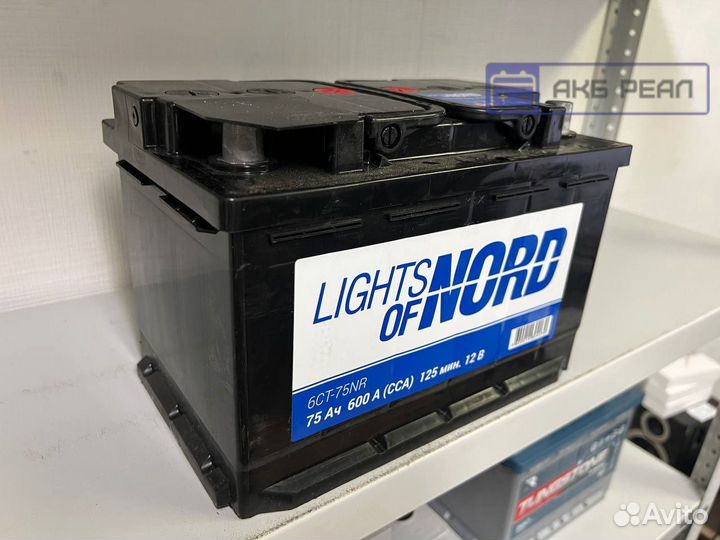 АКБ РЕАЛ
LIGHTS
OF NORD
6СТ-75NR
75 Ач 600 А (CCA) 125 мин. 12 В
TUNGSTONE
Avito